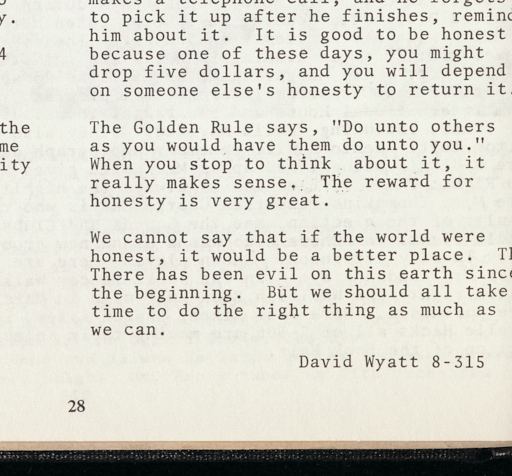 y.
4
the
me
ity
makes a telephone call, and he forgets
to pick it up after he finishes, remind
him about it. It is good to be honest
because one of these days, you might
drop five dollars, and you will depend
on someone else's honesty to return it.
The Golden Rule says, "Do unto others
as you would have them do unto you."
When you stop to think about it, it
really makes sense. The reward for
honesty is very great.
We cannot say that if the world were
honest, it would be a better place. Th
There has been evil on this earth since
the beginning. But we should all take
time to do the right thing as much as
we can.
David Wyatt 8-315
28